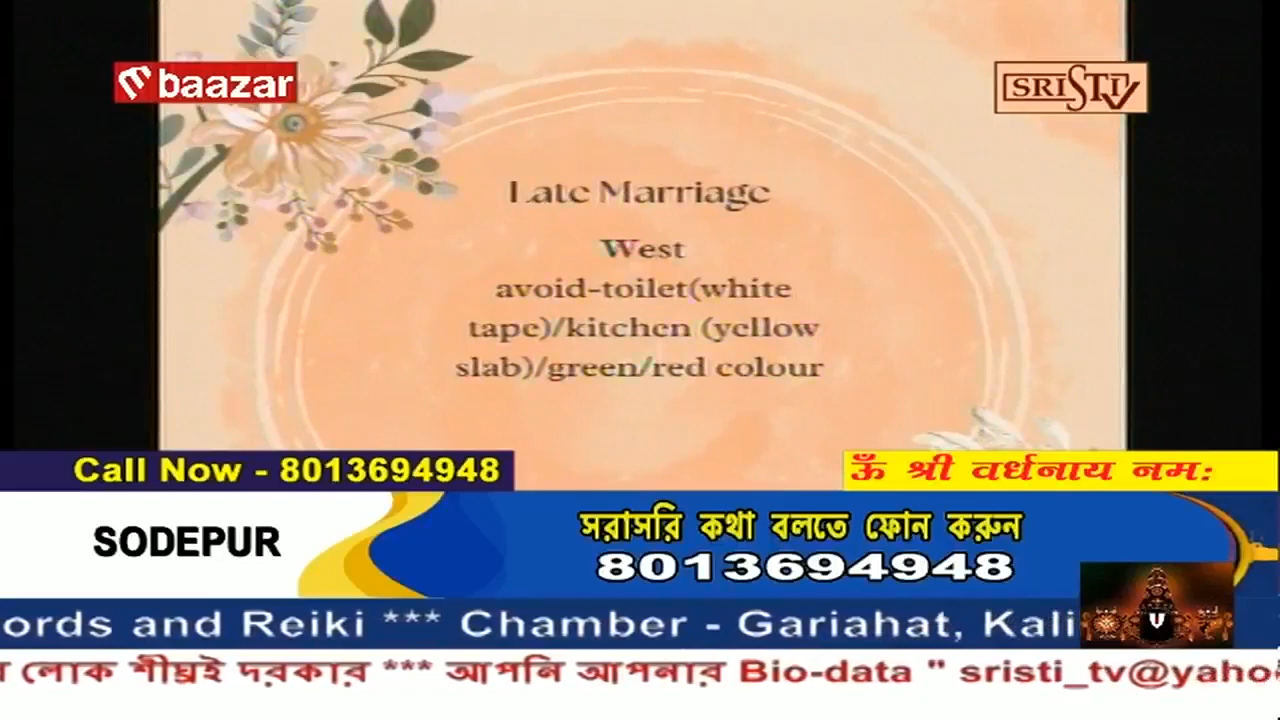 baazar
SRISTI TV
Late Marriage
West
avoid-toilet(white
tape)/kitchen (yellow
slab)/green/red colour
Call Now - 8013694948
ॐ श्री वर्धनाय नमः
SODEPUR
সরাসরি কথা বলতে ফোন করুন
8013694948
ords and Reiki *** Chamber - Gariahat, Kali
লোক শীঘ্রই দরকার *** আপনি আপনার Bio-data " sristi_tv@yaho